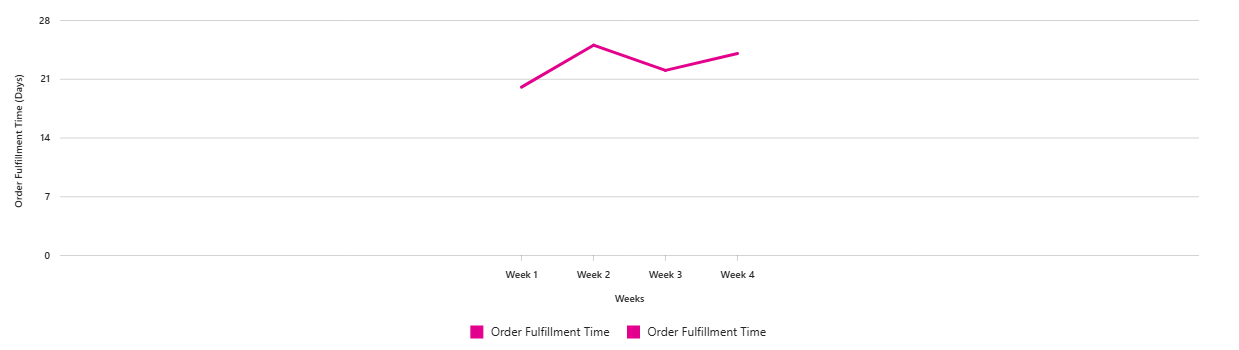 28
21
14
7
0
Order Fulfillment Time (Days)
Week 1 Week 2 Week 3 Week 4
Weeks
Order Fulfillment Time Order Fulfillment Time